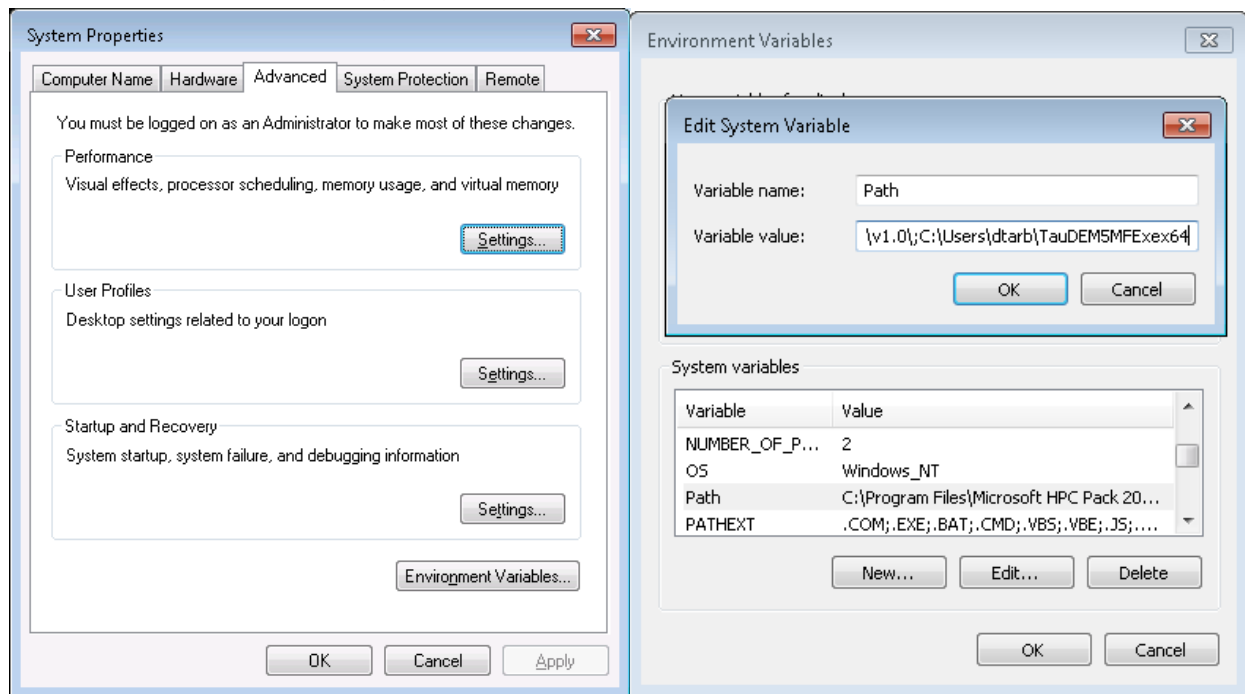 System Properties
Computer Name Hardware Advanced System Protection Remote
You must be logged on as an Administrator to make most of these changes.
Performance
Visual effects, processor scheduling, memory usage, and virtual memory
Settings...
User Profiles
Desktop settings related to your logon
Settings...
Startup and Recovery
System startup, system failure, and debugging information
Settings...
Environment Variables...
OK Cancel Apply
Environment Variables
Edit System Variable
Variable name: Path
Variable value: \v1.0\;C:\Users\dtarb\TauDEM5MFExex64
OK Cancel
System variables
Variable Value
NUMBER_OF_P... 2
OS Windows_NT
Path C:\Program Files\Microsoft HPC Pack 20...
PATHEXT .COM;.EXE;.BAT;.CMD;.VBS;.VBE;.JS;....
New... Edit... Delete
OK Cancel